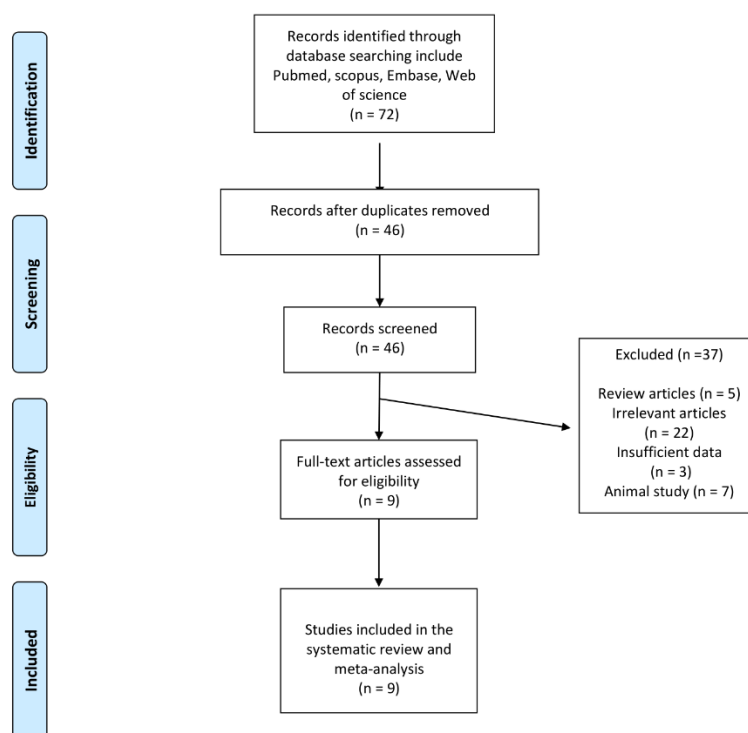 Identification
Records identified through
database searching include
Pubmed, scopus, Embase, Web
of science
(n = 72)
Records after duplicates removed
(n = 46)
Screening
Records screened
(n = 46)
Excluded (n =37)
Review articles (n = 5)
Irrelevant articles
(n = 22)
Insufficient data
(n = 3)
Animal study (n = 7)
Eligibility
Full-text articles assessed
for eligibility
(n = 9)
Included
Studies included in the
systematic review and
meta-analysis
(n = 9)